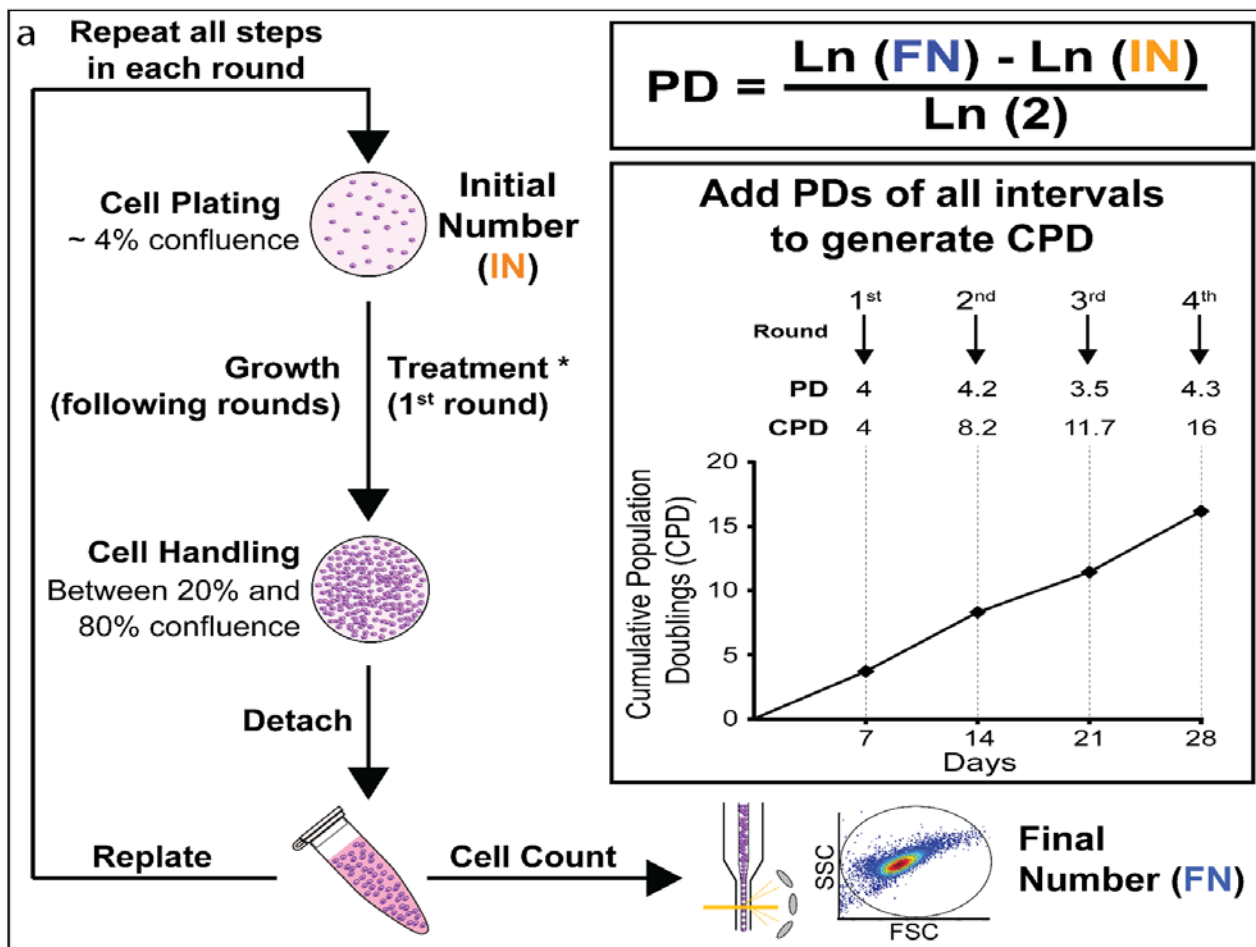 a
Repeat all steps
in each round
Cell Plating
~ 4% confluence
Initial
Number
(IN)
Growth
(following rounds)
Treatment *
(1st round)
Cell Handling
Between 20% and
80% confluence
Detach
Replate
Cell Count
PD = Ln (FN) - Ln (IN)
Ln (2)
Add PDs of all intervals
to generate CPD
1st 2nd 3rd 4th
Round
PD 4 4.2 3.5 4.3
CPD 4 8.2 11.7 16
Cumulative Population
Doublings (CPD)
20
15
10
5
0
7 14 21 28
Days
SSC
FSC
Final
Number (FN)